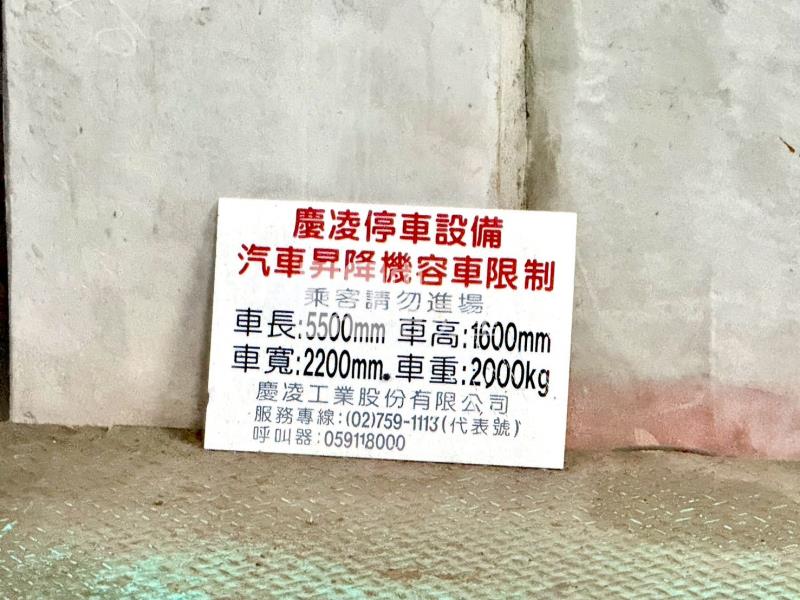 慶凌停車設備
汽車昇降機容車限制
乘客請勿進場
車長:5500mm 車高:1600mm
車寬:2200mm. 車重:2000kg
慶凌工業股份有限公司
服務專線:(02)759-1113(代表號)
呼叫器:059118000